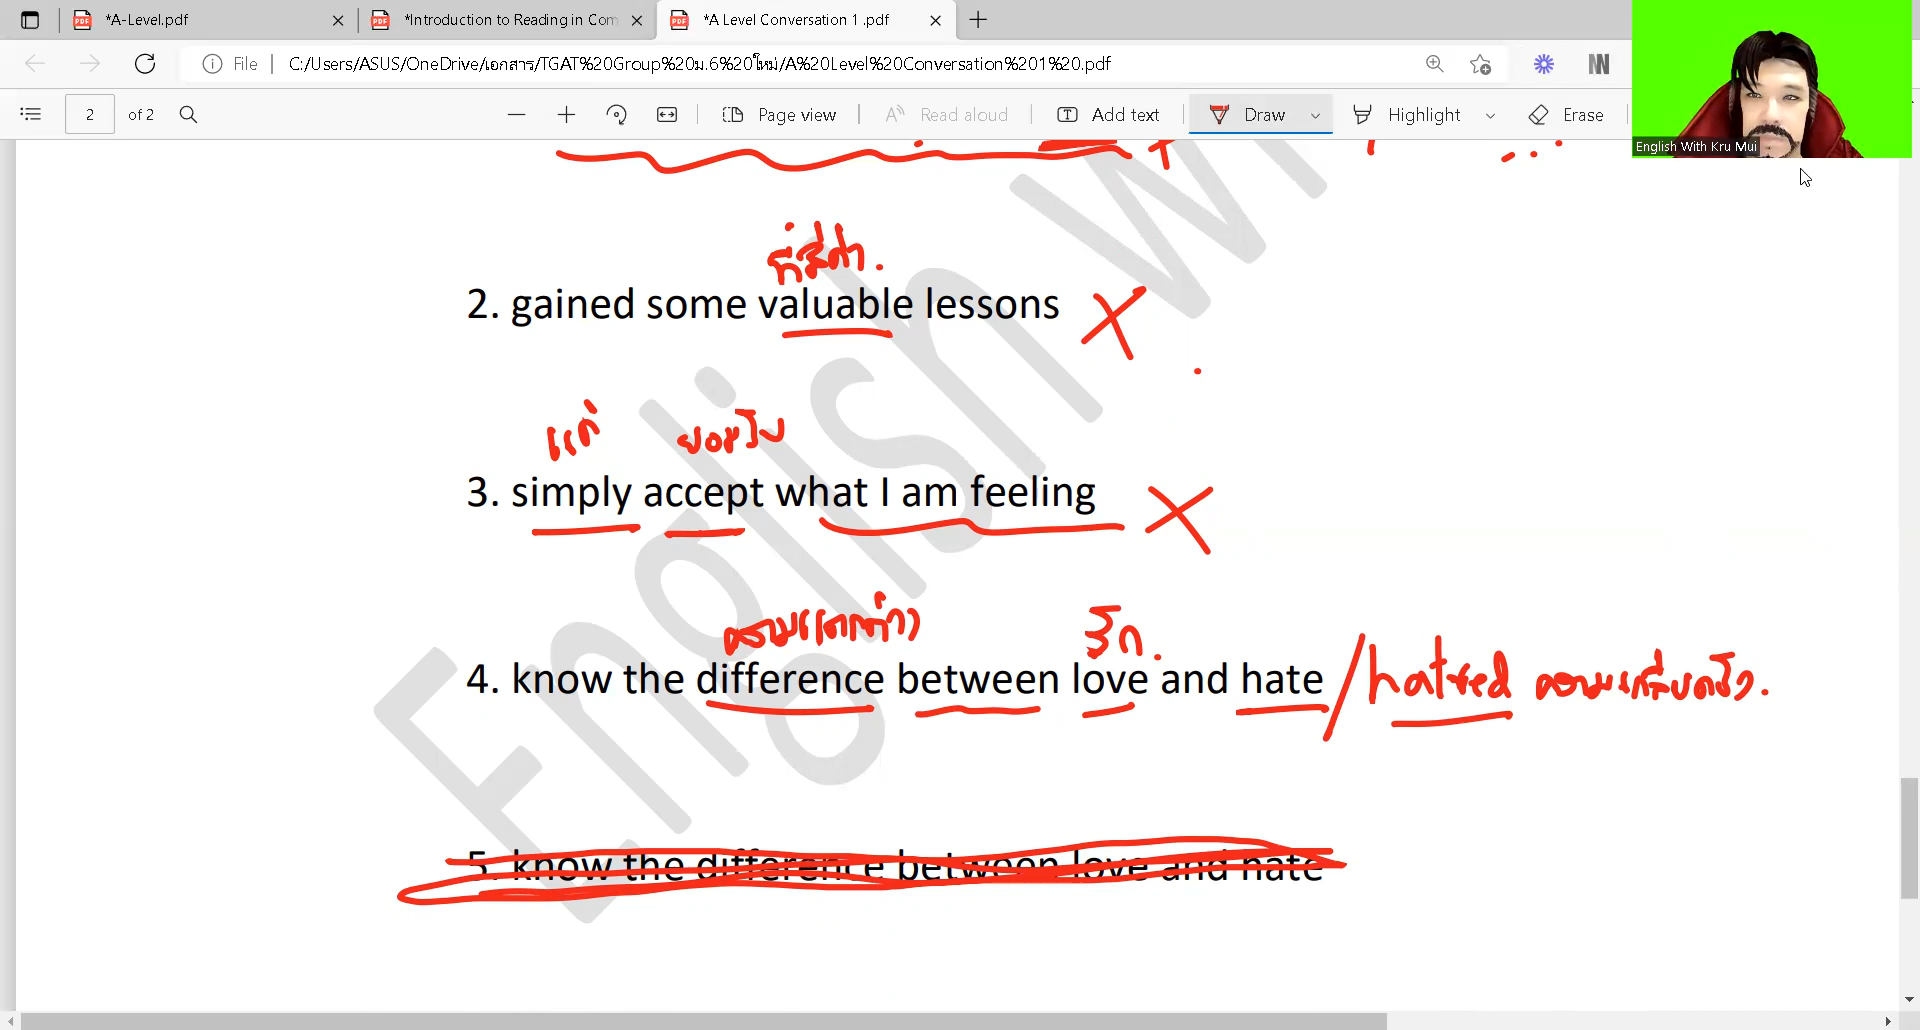 *A-Level.pdf
*Introduction to Reading in Com
*A Level Conversation 1 .pdf
File
C:/Users/ASUS/OneDrive/เอกสาร/TGAT%20Group%20ม.6%20ใหม่/A%20Level%20Conversation%201%20.pdf
2 of 2
Page view
Read aloud
Add text
Draw
Highlight
Erase
English With Kru Mui
ที่มีค่า.
2. gained some valuable lessons
แค่ ยอมรับ
3. simply accept what I am feeling
ความแตกต่าง รัก.
4. know the difference between love and hate / hatred ความเกลียดชัง.
5. know the difference between love and hate
English W